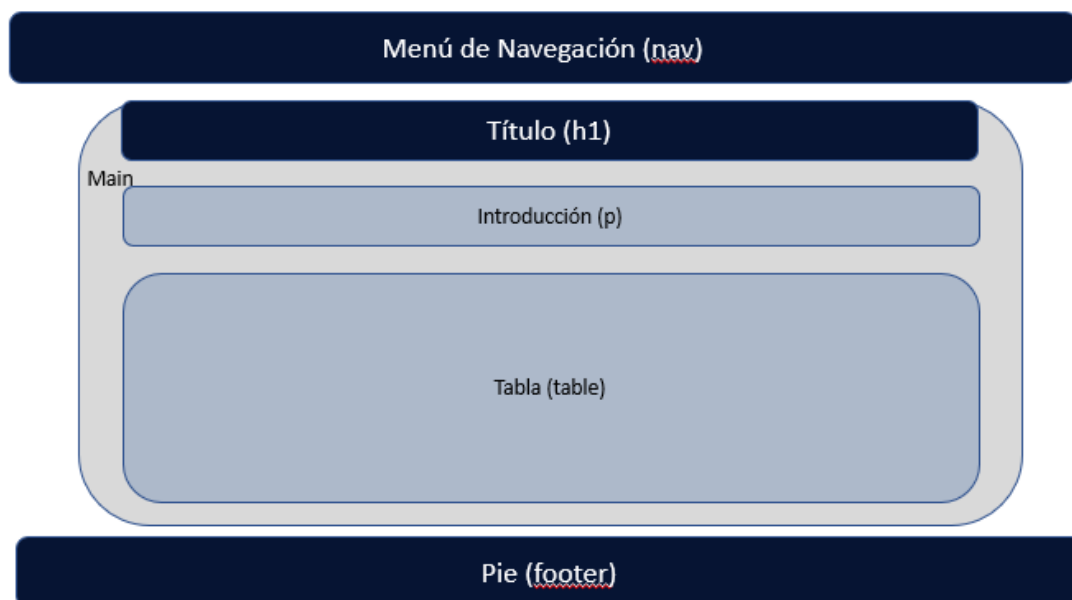 Menú de Navegación (nav)
Título (h1)
Main
Introducción (p)
Tabla (table)
Pie (footer)